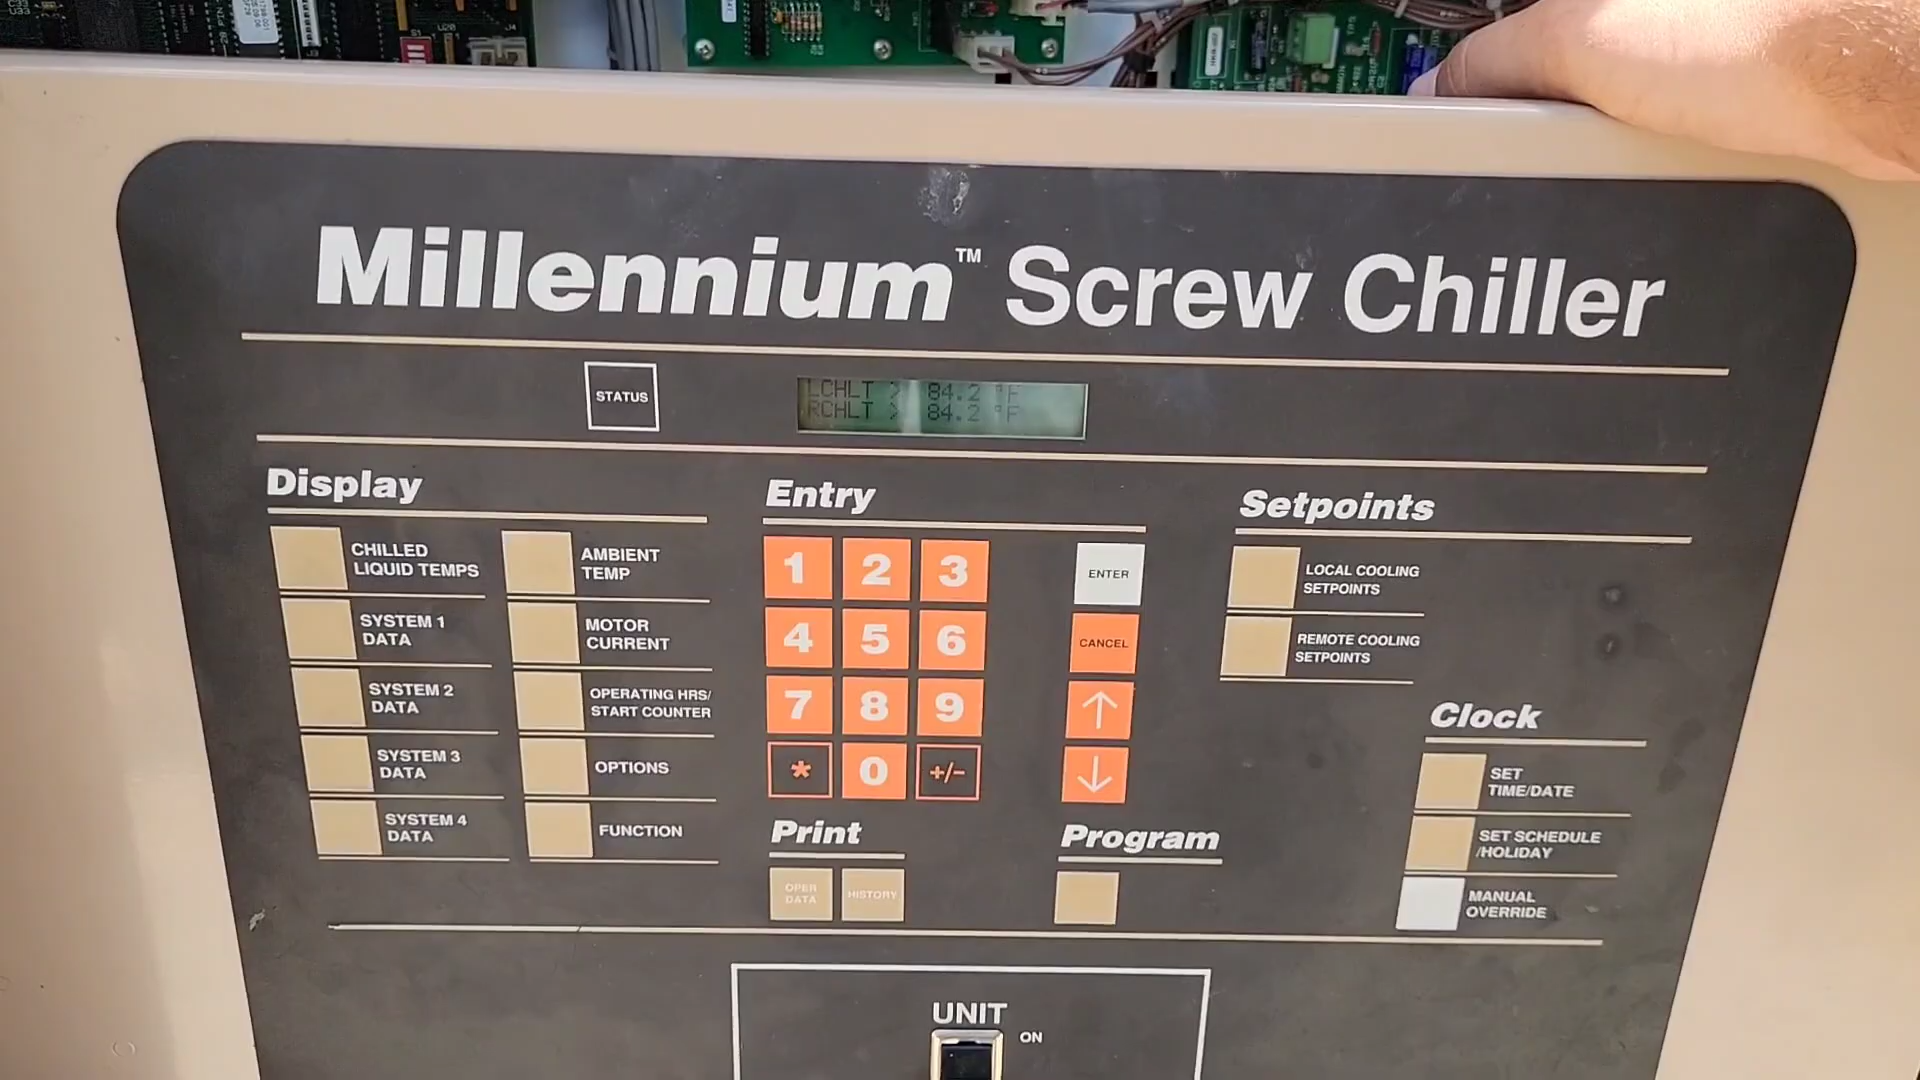 Millennium™ Screw Chiller
STATUS
LCHLT > 84.2 °F
RCHLT > 84.2 °F
Display
CHILLED
LIQUID TEMPS
AMBIENT
TEMP
SYSTEM 1
DATA
MOTOR
CURRENT
SYSTEM 2
DATA
OPERATING HRS/
START COUNTER
SYSTEM 3
DATA
OPTIONS
SYSTEM 4
DATA
FUNCTION
Entry
1 2 3
ENTER
4 5 6
CANCEL
7 8 9
↑
* 0 +/-
↓
Print
OPER
DATA
HISTORY
Program
Setpoints
LOCAL COOLING
SETPOINTS
REMOTE COOLING
SETPOINTS
Clock
SET
TIME/DATE
SET SCHEDULE
/HOLIDAY
MANUAL
OVERRIDE
UNIT
ON